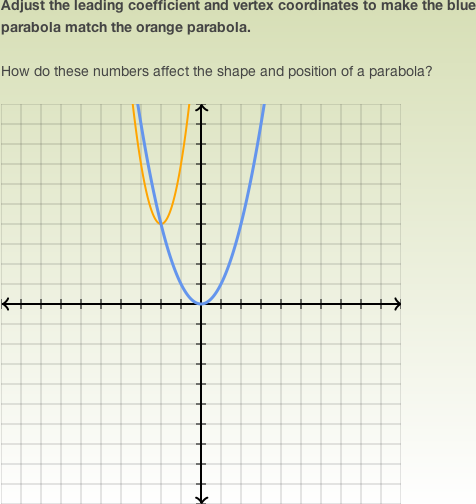 Adjust the leading coefficient and vertex coordinates to make the blue
parabola match the orange parabola.
How do these numbers affect the shape and position of a parabola?